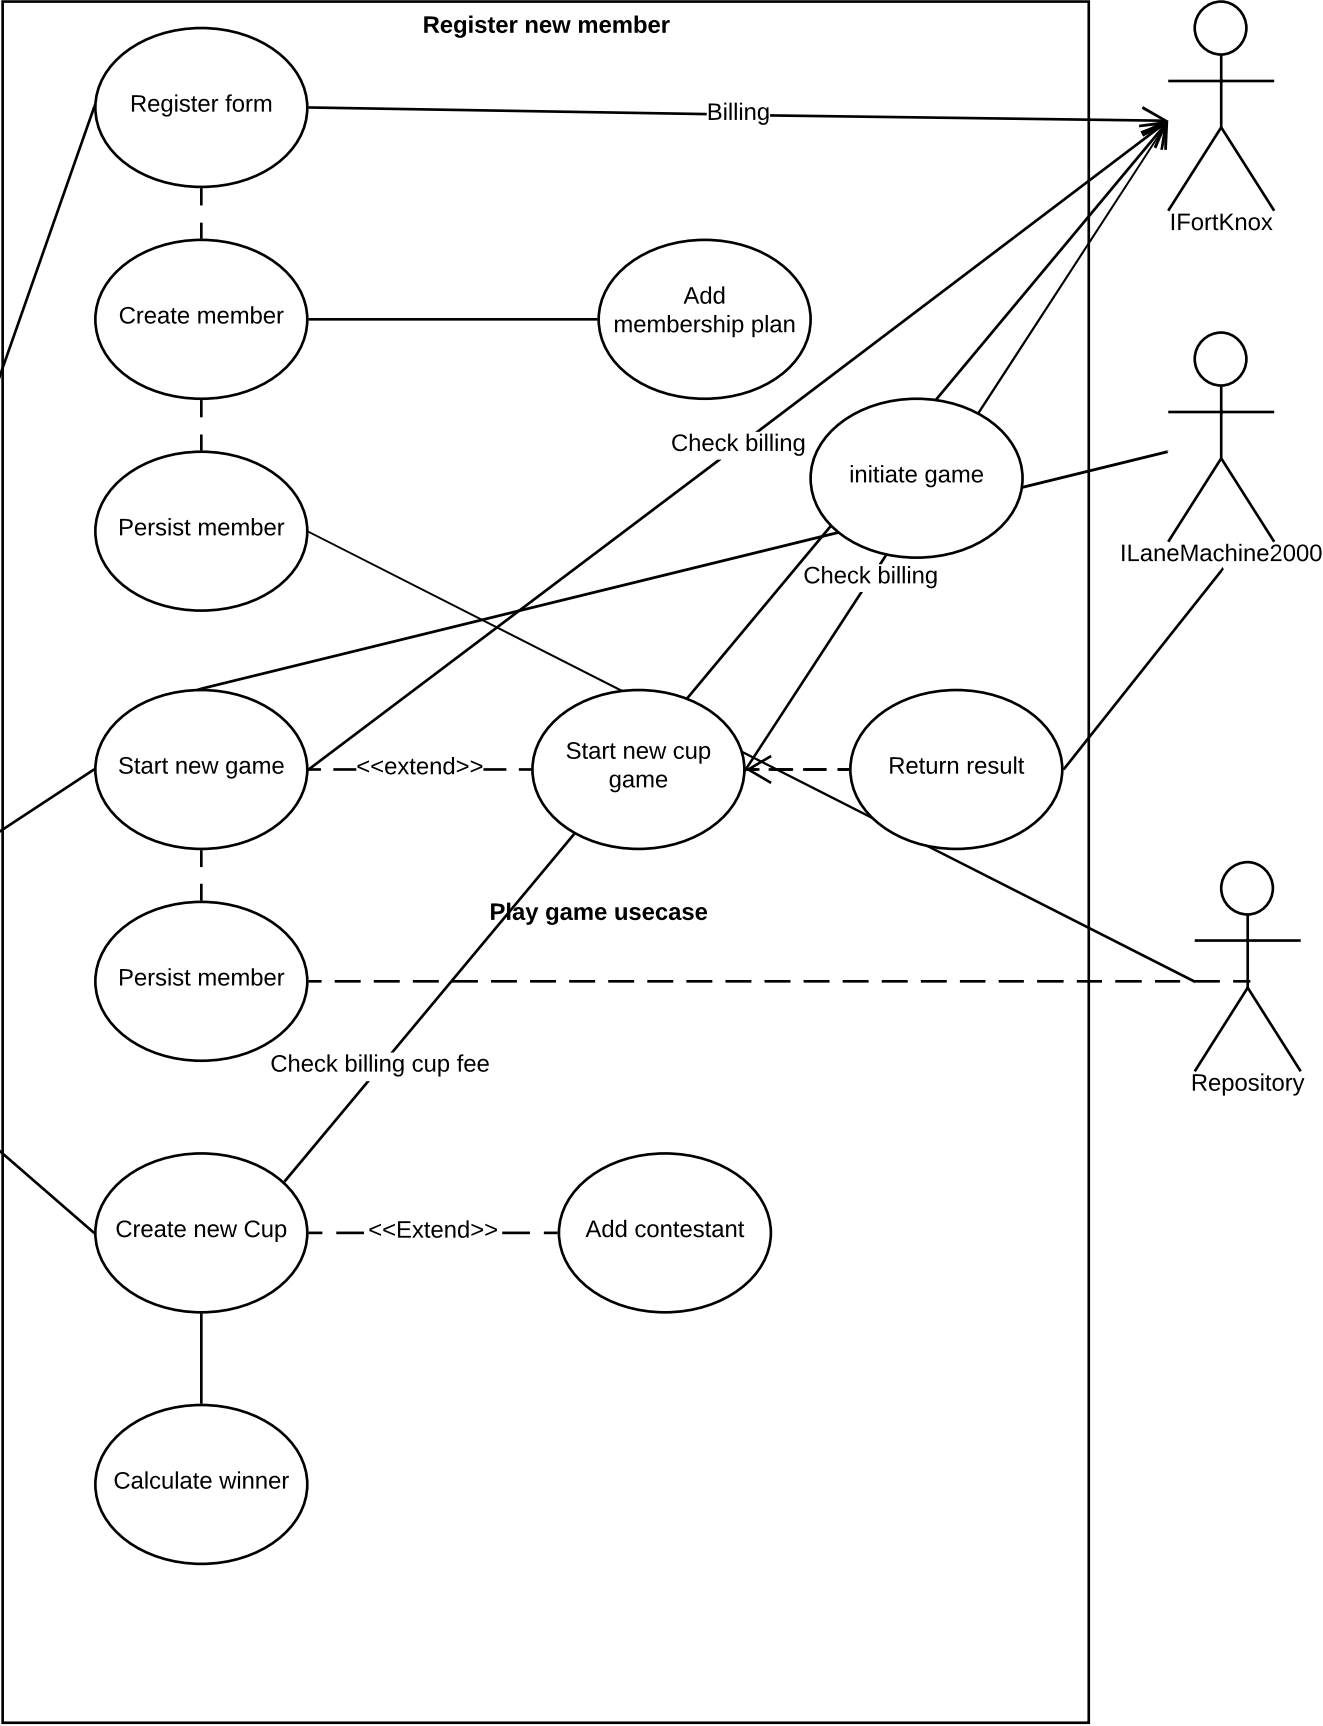 Register new member
Register form
Billing
IFortKnox
Create member
Add
membership plan
Check billing
initiate game
Persist member
ILaneMachine2000
Check billing
Start new game
<<extend>>
Start new cup
game
Return result
Play game usecase
Persist member
Check billing cup fee
Repository
Create new Cup
<<Extend>>
Add contestant
Calculate winner